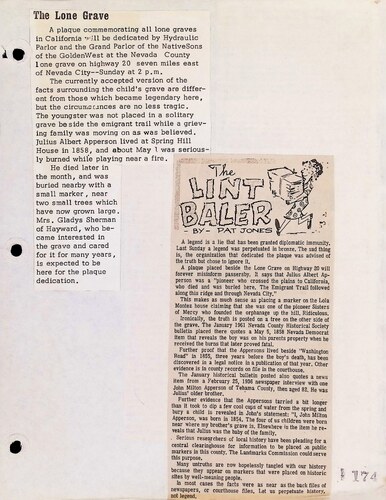 The Lone Grave
A plaque commemorating all lone graves
in California will be dedicated by Hydraulic
Parlor and the Grand Parlor of the NativeSons
of the GoldenWest at the Nevada County
lone grave on highway 20 seven miles east
of Nevada City--Sunday at 2 p.m.
The currently accepted version of the
facts surrounding the child's grave are differ-
ent from those which became legendary here,
but the circumstances are no less tragic.
The youngster was not placed in a solitary
grave beside the emigrant trail while a griev-
ing family was moving on as was believed.
Julius Albert Apperson lived at Spring Hill
House in 1858, and about May 1 was serious-
ly burned while playing near a fire.
He died later in
the month, and was
buried nearby with a
small marker, near
two small trees which
have now grown large.
Mrs. Gladys Sherman
of Hayward, who be-
came interested in
the grave and cared
for it for many years,
is expected to be
here for the plaque
dedication.
The
LINT
BALER
BY- PAT JONES
A legend is a lie that has been granted diplomatic immunity.
Last Sunday a legend was perpetuated in bronze. The sad thing
is, the organization that dedicated the plaque was advised of
the truth but chose to ignore it.
A plaque placed beside the Lone Grave on Highway 20 will
forever misinform passersby. It says that Julius Albert Ap-
person was a "pioneer who crossed the plains to California,
who died and was buried here. The Emigrant Trail followed
along this ridge and through Nevada City."
This makes as much sense as placing a marker on the Lola
Montez house claiming that she was one of the pioneer Sisters
of Mercy who founded the orphanage up the hill. Ridiculous.
Ironically, the truth is posted on a tree on the other side of
the grave. The January 1961 Nevada County Historical Society
bulletin placed there quotes a May 5, 1858 Nevada Democrat
item that reveals the boy was on his parents property when he
received the burns that later proved fatal.
Further proof that the Appersons lived beside "Washington
Road" in 1855, three years before the boy's death, has been
discovered in a legal notice in a publication of that year. Other
evidence is in county records on file in the courthouse.
The January historical bulletin posted also quotes a news
item from a February 25, 1936 newspaper interview with one
John Milton Apperson of Tehama County, then aged 82. He was
Julius' older brother.
Further evidence that the Appersons tarried a bit longer
than it took to dip a few cool cups of water from the spring and
bury a child is revealed in John's statement: "I, John Milton
Apperson, was born in 1854. The four of us children were born
near where my brother's grave is. Elsewhere in the item he re-
veals that Julius was the baby of the family.
Serious researchers of local history have been pleading for a
central clearinghouse for information to be placed on public
markers in this county. The Landmarks Commission could serve
this purpose.
Many untruths are now hopelessly tangled with our history
because they appear on markers that were placed on historic
sites by well-meaning people.
In most cases the facts were as near as the back files of
newspapers, or courthouse files. Let us penetrate history,
not legend.
174